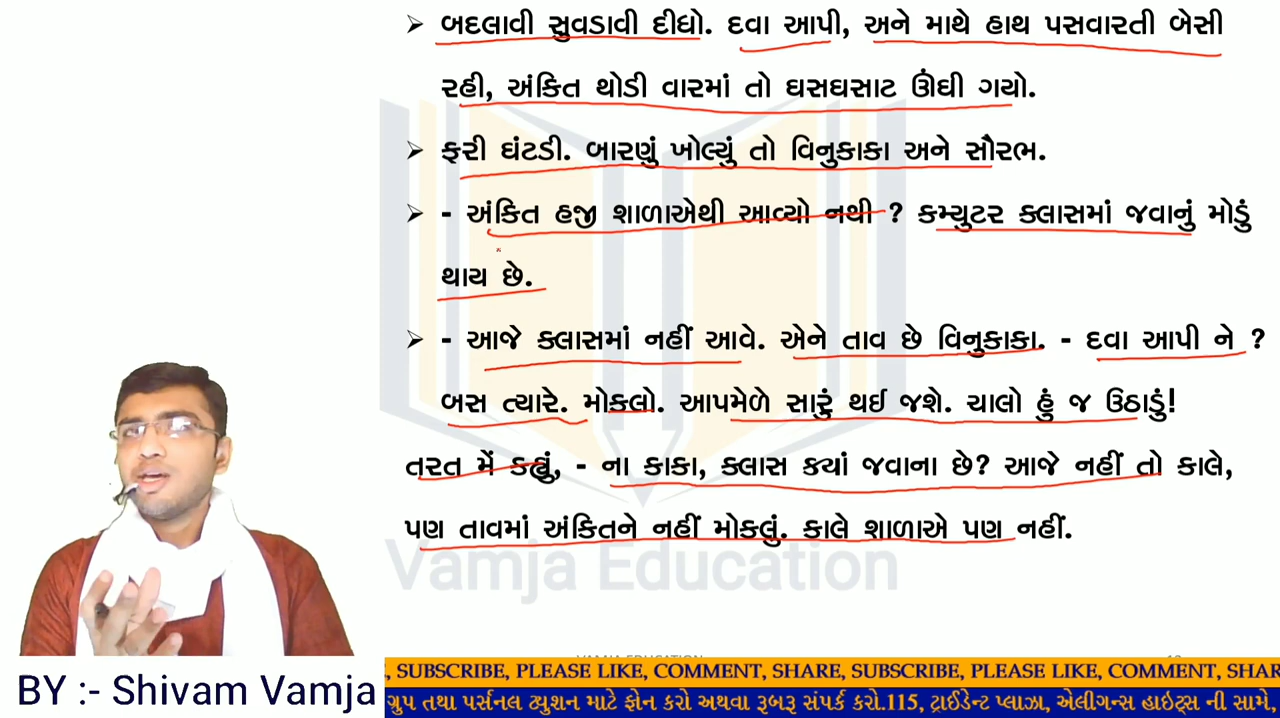 ➢ બદલાવી સુવડાવી દીધો. દવા આપી, અને માથે હાથ પસવારતી બેસી
રહી, અંકિત થોડી વારમાં તો ઘસઘસાટ ઊંઘી ગયો.
➢ ફરી ઘંટડી. બારણું ખોલ્યું તો વિનુકાકા અને સૌરભ.
➢ - અંકિત હજી શાળાએથી આવ્યો નથી ? કમ્યુટર ક્લાસમાં જવાનું મોડું
થાય છે.
➢ - આજે ક્લાસમાં નહીં આવે. એને તાવ છે વિનુકાકા. - દવા આપી ને ?
બસ ત્યારે. મોકલો. આપમેળે સારું થઈ જશે. ચાલો હું જ ઉઠાડું!
તરત મેં કહ્યું, - ના કાકા, ક્લાસ ક્યાં જવાના છે? આજે નહીં તો કાલે,
પણ તાવમાં અંકિતને નહીં મોકલું. કાલે શાળાએ પણ નહીં.
Vamja Education
BY :- Shivam Vamja
, SUBSCRIBE, PLEASE LIKE, COMMENT, SHARE, SUBSCRIBE, PLEASE LIKE, COMMENT, SHAR
ગ્રુપ તથા પર્સનલ ટ્યુશન માટે ફોન કરો અથવા રૂબરૂ સંપર્ક કરો.115, ટ્રાઈડેન્ટ પ્લાઝા, એલીગન્સ હાઇટ્સ ની સામે,